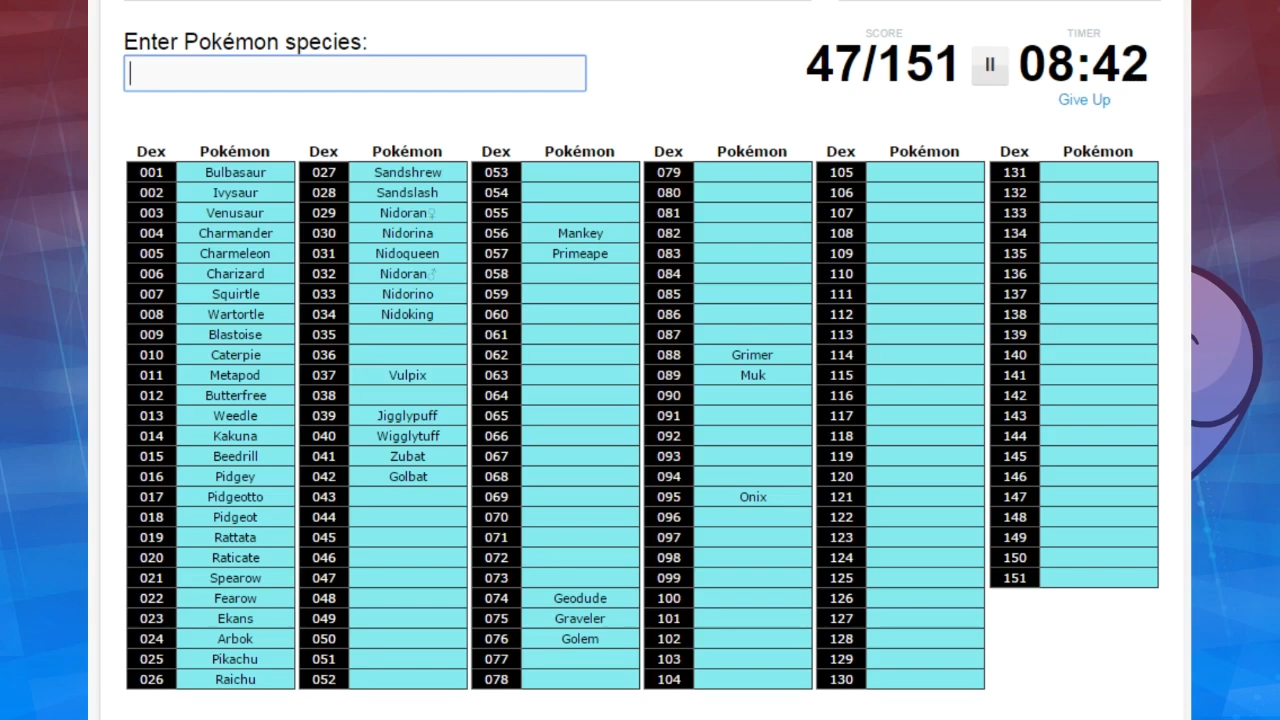 Enter Pokémon species:
SCORE TIMER
47/151 08:42
Give Up
Dex Pokémon Dex Pokémon Dex Pokémon Dex Pokémon Dex Pokémon Dex Pokémon
001 Bulbasaur 027 Sandshrew 053 079 105 131
002 Ivysaur 028 Sandslash 054 080 106 132
003 Venusaur 029 Nidoran♀ 055 081 107 133
004 Charmander 030 Nidorina 056 Mankey 082 108 134
005 Charmeleon 031 Nidoqueen 057 Primeape 083 109 135
006 Charizard 032 Nidoran♂ 058 084 110 136
007 Squirtle 033 Nidorino 059 085 111 137
008 Wartortle 034 Nidoking 060 086 112 138
009 Blastoise 035 061 087 113 139
010 Caterpie 036 062 088 Grimer 114 140
011 Metapod 037 Vulpix 063 089 Muk 115 141
012 Butterfree 038 064 090 116 142
013 Weedle 039 Jigglypuff 065 091 117 143
014 Kakuna 040 Wigglytuff 066 092 118 144
015 Beedrill 041 Zubat 067 093 119 145
016 Pidgey 042 Golbat 068 094 120 146
017 Pidgeotto 043 069 095 Onix 121 147
018 Pidgeot 044 070 096 122 148
019 Rattata 045 071 097 123 149
020 Raticate 046 072 098 124 150
021 Spearow 047 073 099 125 151
022 Fearow 048 074 Geodude 100 126
023 Ekans 049 075 Graveler 101 127
024 Arbok 050 076 Golem 102 128
025 Pikachu 051 077 103 129
026 Raichu 052 078 104 130